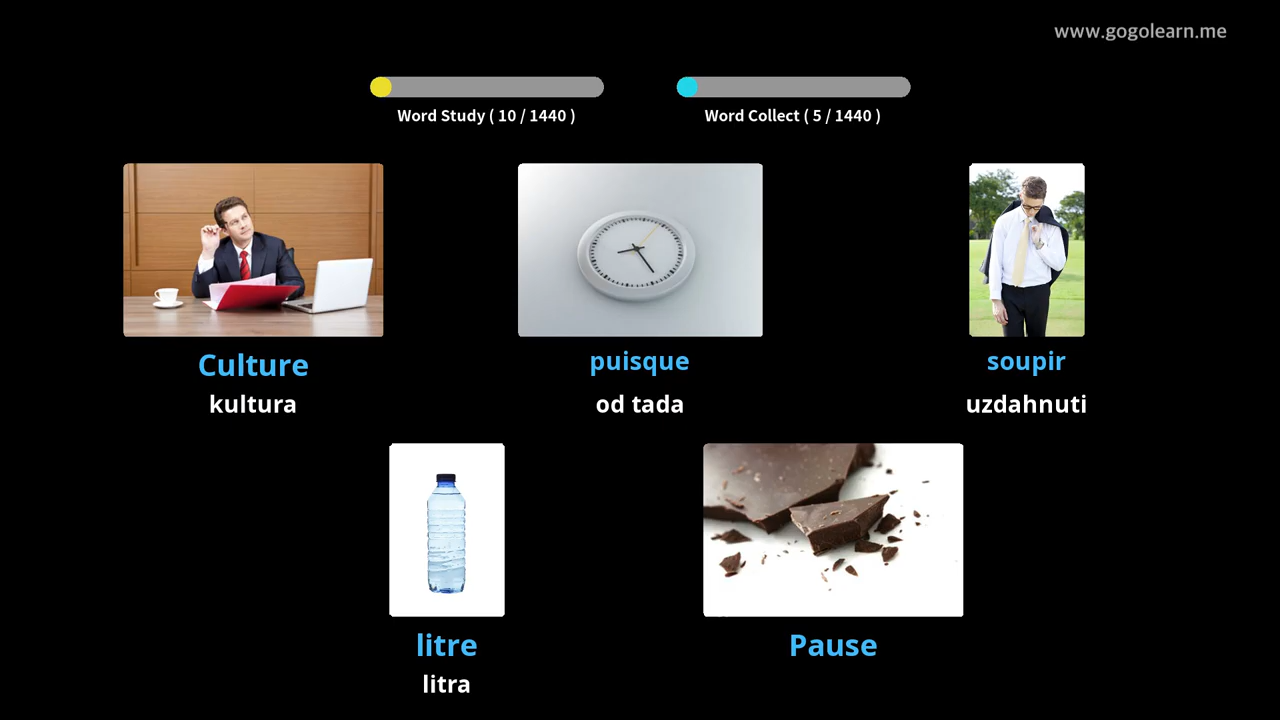 www.gogolearn.me
Word Study ( 10 / 1440 )
Word Collect ( 5 / 1440 )
Culture
puisque
soupir
kultura
od tada
uzdahnuti
litre
Pause
litra